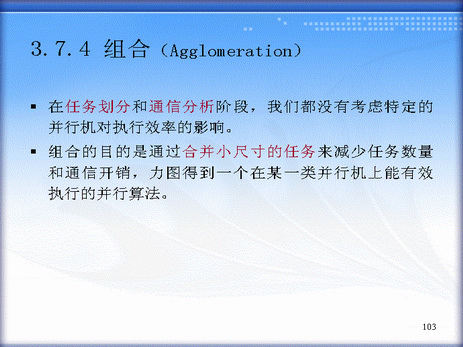 3.7.4 组合（Agglomeration）
▪ 在任务划分和通信分析阶段，我们都没有考虑特定的
并行机对执行效率的影响。
▪ 组合的目的是通过合并小尺寸的任务来减少任务数量
和通信开销，力图得到一个在某一类并行机上能有效
执行的并行算法。
103